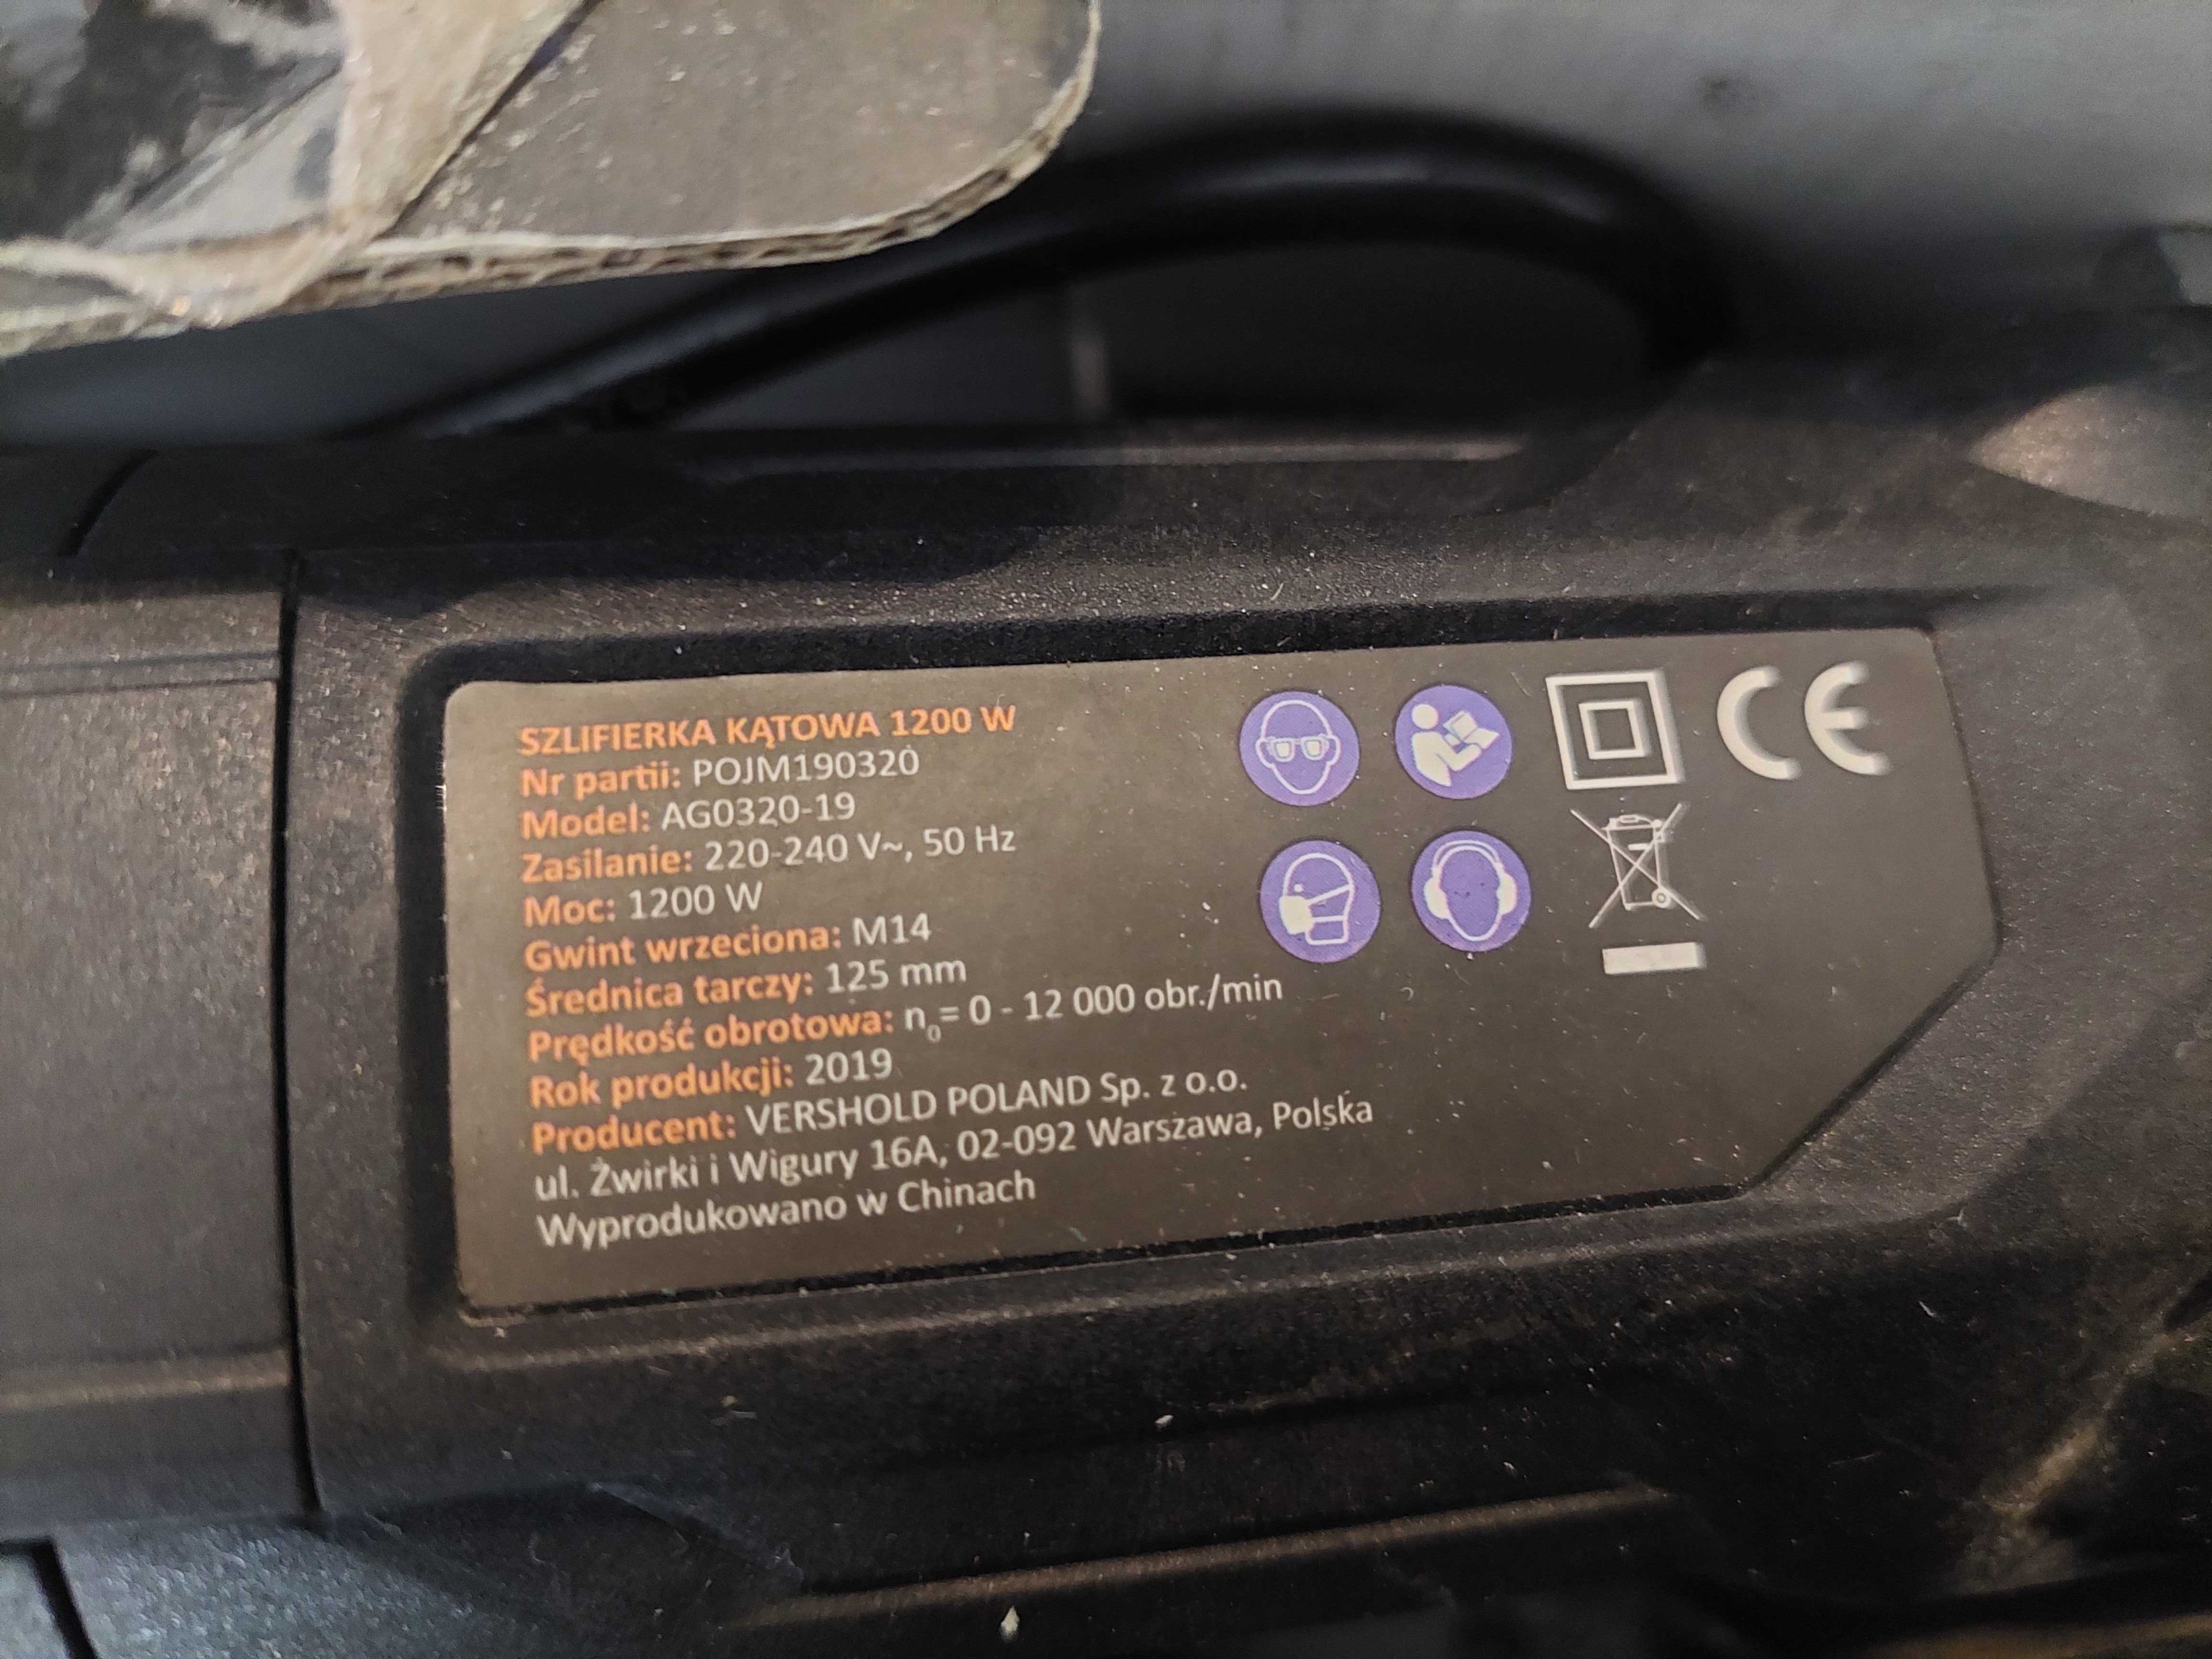 SZLIFIERKA KĄTOWA 1200 W
Nr partii: POJM190320
Model: AG0320-19
Zasilanie: 220-240 V~, 50 Hz
Moc: 1200 W
Gwint wrzeciona: M14
Średnica tarczy: 125 mm
Prędkość obrotowa: n₀= 0 - 12 000 obr./min
Rok produkcji: 2019
Producent: VERSHOLD POLAND Sp. z o.o.
ul. Żwirki i Wigury 16A, 02-092 Warszawa, Polska
Wyprodukowano w Chinach
CE